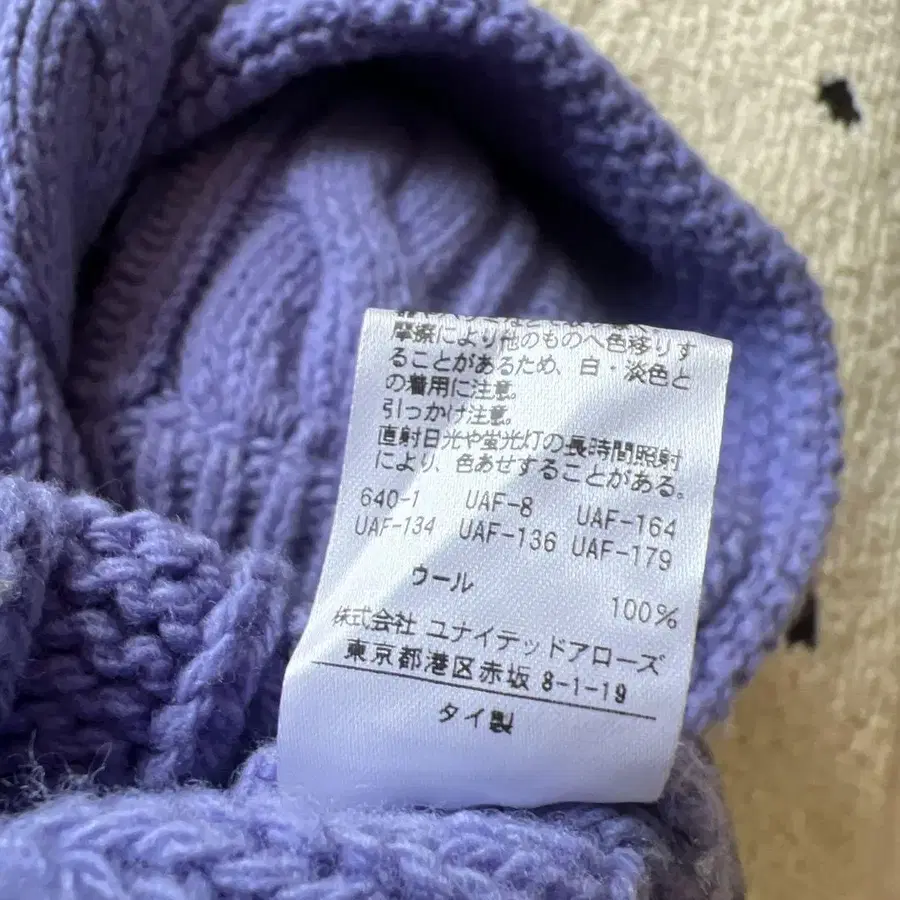 摩擦により他のものへ色移りす
ることがあるため、白・淡色と
の着用に注意。
引っかけ注意。
直射日光や蛍光灯の長時間照射
により、色あせすることがある。
640-1 UAF-8 UAF-164
UAF-134 UAF-136 UAF-179
ウール 100%
株式会社 ユナイテッドアローズ
東京都港区赤坂 8-1-19
タイ製